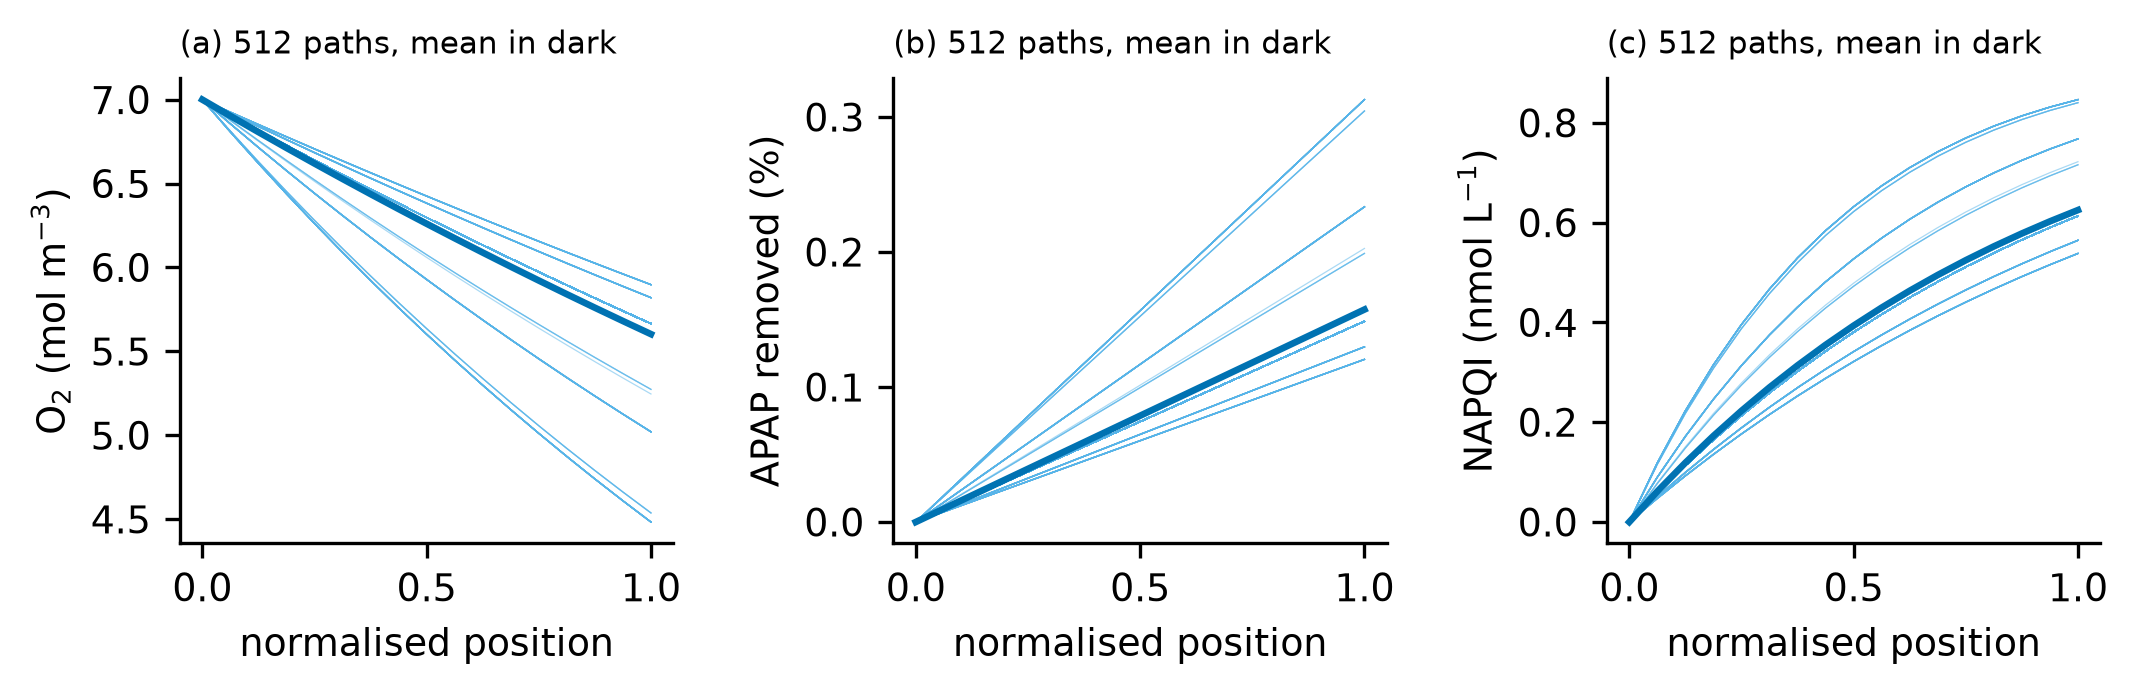 (a) 512 paths, mean in dark
O₂ (mol m⁻³)
7.0
6.5
6.0
5.5
5.0
4.5
0.0 0.5 1.0
normalised position
(b) 512 paths, mean in dark
APAP removed (%)
0.3
0.2
0.1
0.0
0.0 0.5 1.0
normalised position
(c) 512 paths, mean in dark
NAPQI (nmol L⁻¹)
0.8
0.6
0.4
0.2
0.0
0.0 0.5 1.0
normalised position